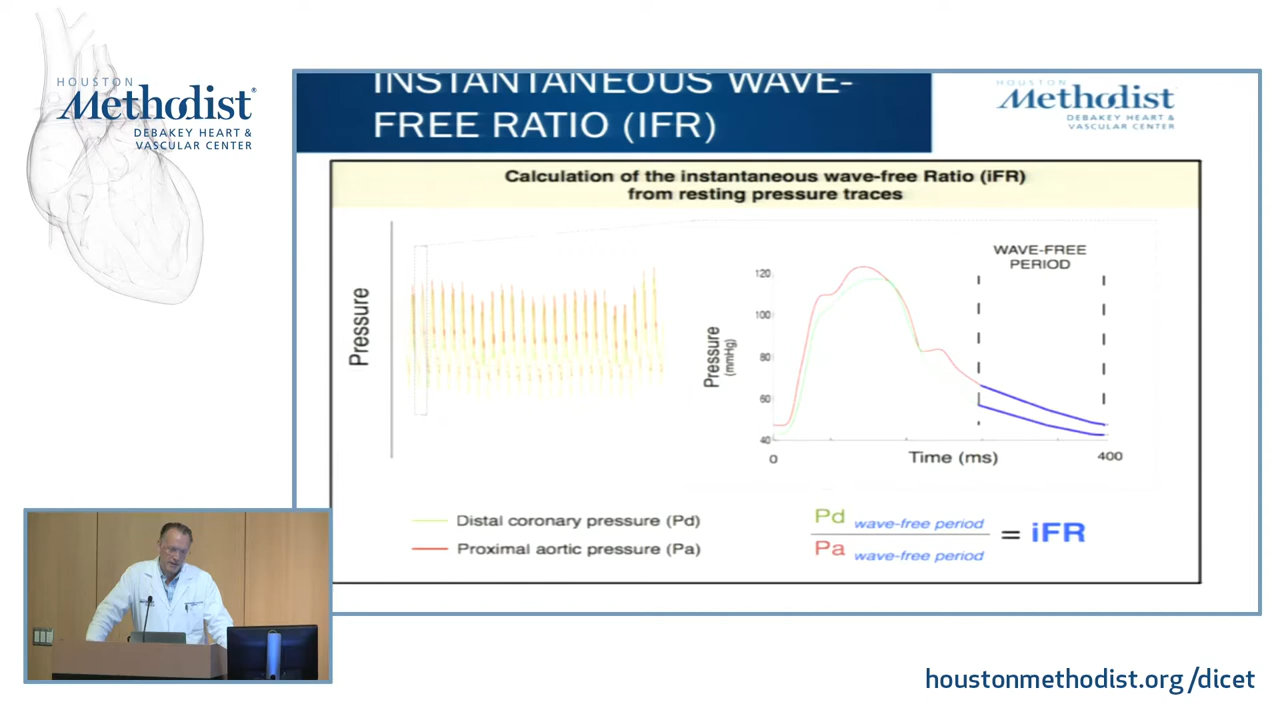 HOUSTON
Methodist®
DEBAKEY HEART &
VASCULAR CENTER
INSTANTANEOUS WAVE-
FREE RATIO (IFR)
HOUSTON
Methodist
DEBAKEY HEART &
VASCULAR CENTER
Calculation of the instantaneous wave-free Ratio (iFR)
from resting pressure traces
Pressure
Pressure
(mmHg)
120
100
80
60
40
0
Time (ms)
400
WAVE-FREE
PERIOD
Distal coronary pressure (Pd)
Proximal aortic pressure (Pa)
Pd wave-free period
Pa wave-free period
= iFR
houstonmethodist.org/dicet